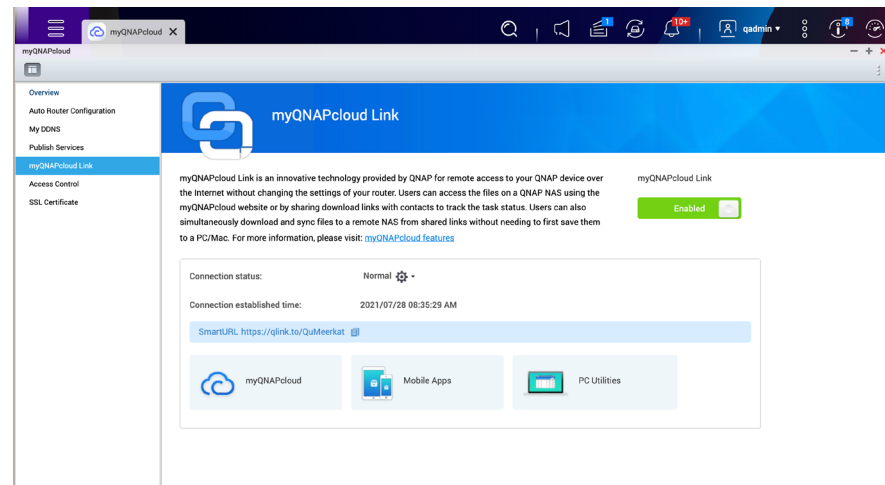 myQNAPcloud
1
10+
qadmin
8
myQNAPcloud
Overview
Auto Router Configuration
My DDNS
Publish Services
myQNAPcloud Link
Access Control
SSL Certificate
myQNAPcloud Link
myQNAPcloud Link is an innovative technology provided by QNAP for remote access to your QNAP device over
the Internet without changing the settings of your router. Users can access the files on a QNAP NAS using the
myQNAPcloud website or by sharing download links with contacts to track the task status. Users can also
simultaneously download and sync files to a remote NAS from shared links without needing to first save them
to a PC/Mac. For more information, please visit: myQNAPcloud features
myQNAPcloud Link
Enabled
Connection status: Normal
Connection established time: 2021/07/28 08:35:29 AM
SmartURL https://qlink.to/QuMeerkat
myQNAPcloud
Mobile Apps
PC Utilities